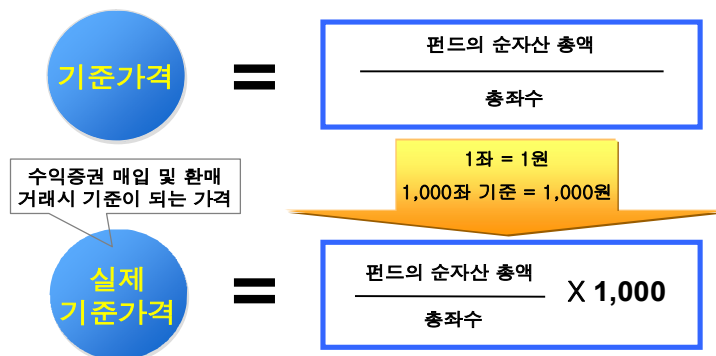 기준가격
=
펀드의 순자산 총액
총좌수
1좌 = 1원
1,000좌 기준 = 1,000원
수익증권 매입 및 환매
거래시 기준이 되는 가격
실제
기준가격
=
펀드의 순자산 총액
총좌수
X 1,000